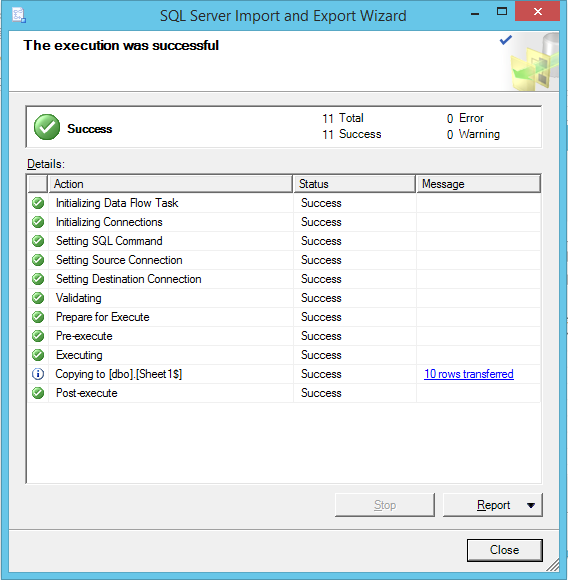 SQL Server Import and Export Wizard
The execution was successful
Success
11 Total 0 Error
11 Success 0 Warning
Details:
Action Status Message
Initializing Data Flow Task Success
Initializing Connections Success
Setting SQL Command Success
Setting Source Connection Success
Setting Destination Connection Success
Validating Success
Prepare for Execute Success
Pre-execute Success
Executing Success
Copying to [dbo].[Sheet1$] Success 10 rows transferred
Post-execute Success
Stop Report
Close